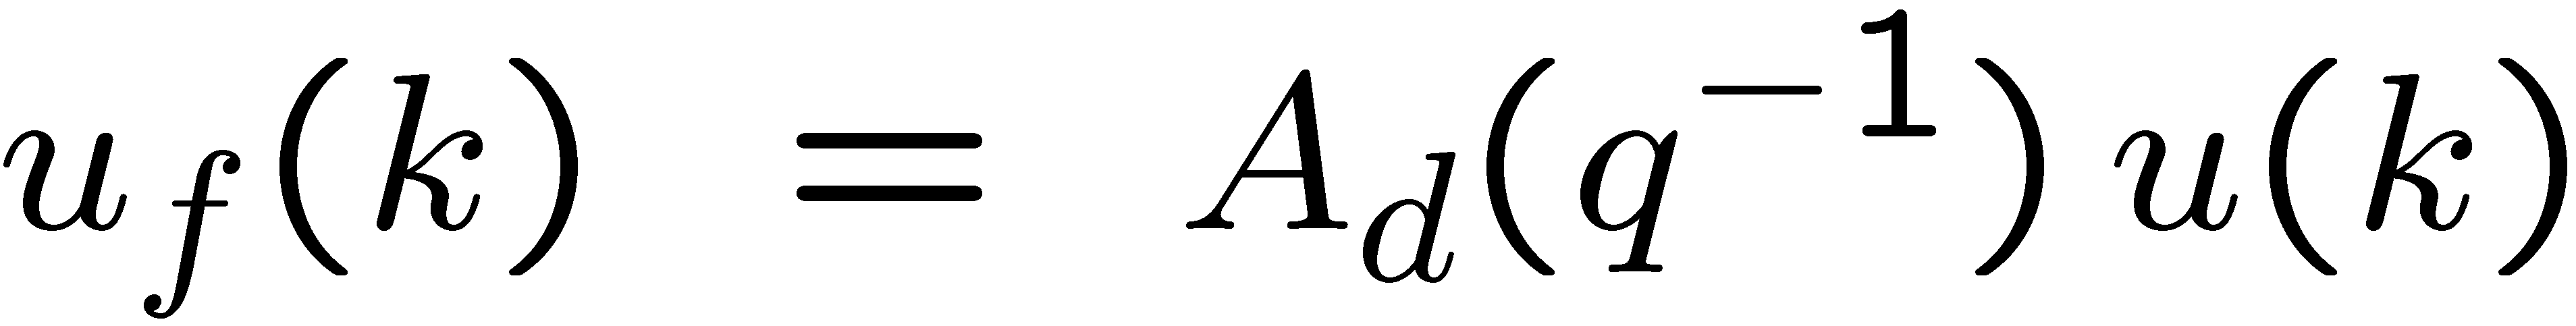 u_f(k) = A_d(q^{-1}) u(k)